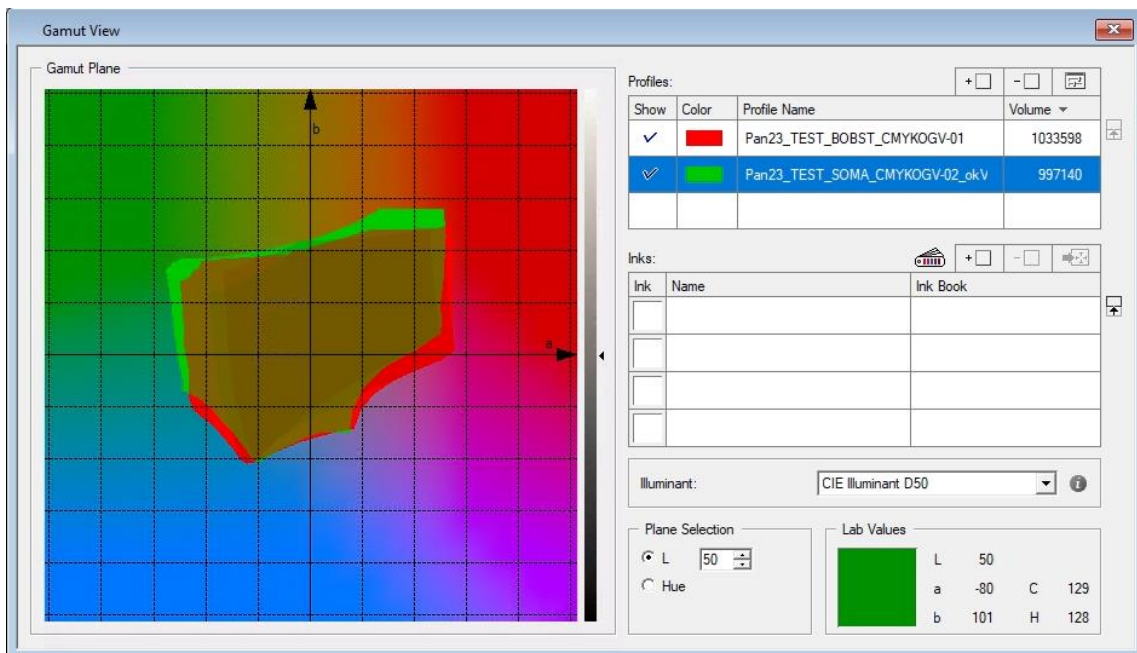 Gamut View
Gamut Plane
b
a
Profiles:
Show Color Profile Name Volume
Pan23_TEST_BOBST_CMYKOGV-01 1033598
Pan23_TEST_SOMA_CMYKOGV-02_okV 997140
Inks:
Ink Name Ink Book
Illuminant: CIE Illuminant D50
Plane Selection
L 50
Hue
Lab Values
L 50
a -80 C 129
b 101 H 128